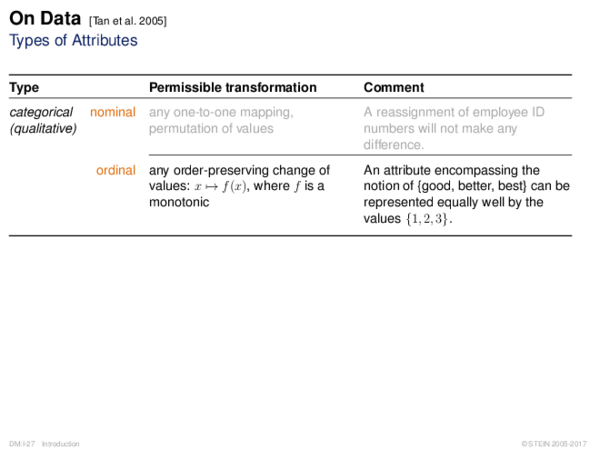 On Data [Tan et al. 2005]
Types of Attributes
Type Permissible transformation Comment
categorical nominal any one-to-one mapping, A reassignment of employee ID
(qualitative) permutation of values numbers will not make any
difference.
ordinal any order-preserving change of An attribute encompassing the
values: x ↦ f(x), where f is a notion of {good, better, best} can be
monotonic represented equally well by the
values {1, 2, 3}.
DM:I-27 Introduction © STEIN 2005-2017